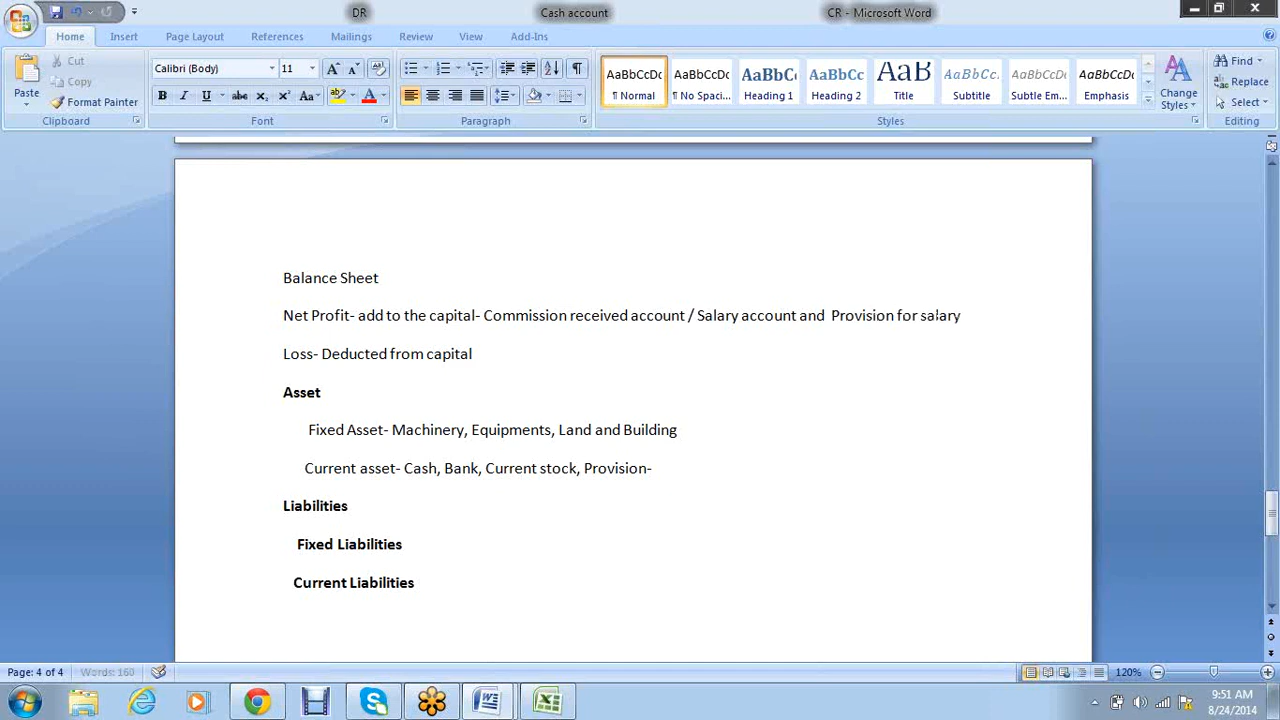 DR Cash account CR - Microsoft Word
Home Insert Page Layout References Mailings Review View Add-Ins
Paste
Cut
Copy
Format Painter
Clipboard
Calibri (Body) 11
B I U abc X₂ X² Aa
Font
Paragraph
AaBbCcDc AaBbCcDc AaBbC AaBbCc AaB AaBbCc. AaBbCcDc AaBbCcDc
¶ Normal ¶ No Spaci... Heading 1 Heading 2 Title Subtitle Subtle Em... Emphasis
Change Styles
Styles
Find
Replace
Select
Editing
Balance Sheet
Net Profit- add to the capital- Commission received account / Salary account and Provision for salary
Loss- Deducted from capital
Asset
Fixed Asset- Machinery, Equipments, Land and Building
Current asset- Cash, Bank, Current stock, Provision-
Liabilities
Fixed Liabilities
Current Liabilities
Page: 4 of 4 Words: 160 120%
9:51 AM
8/24/2014